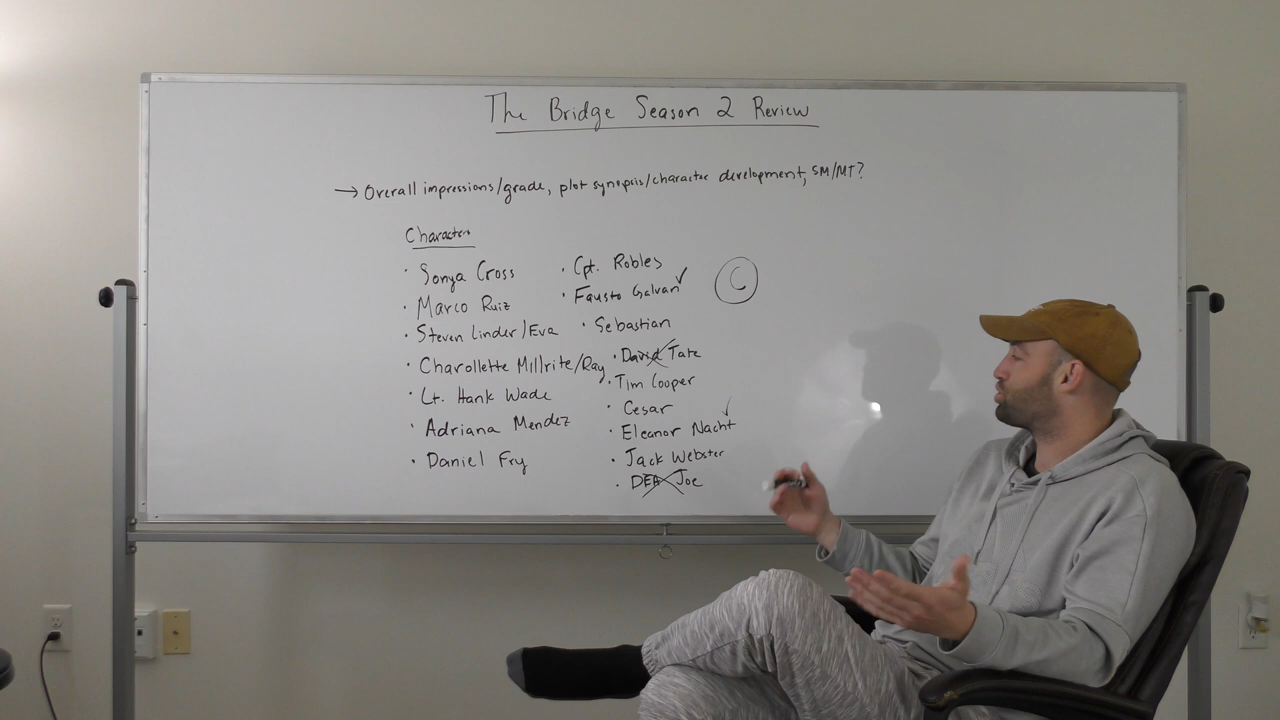 The Bridge Season 2 Review
→ Overall impressions/grade, plot synopsis/character development, SM/MT?
Characters
· Sonya Cross
· Marco Ruiz
· Steven Linder/Eva
· Charollette Millrite/Ray
· Lt. Hank Wade
· Adriana Mendez
· Daniel Fry
· Cpt. Robles
· Fausto Galvan ✓
· Sebastian
· David Tate
· Tim Cooper
· Cesar
· Eleanor Nacht ✓
· Jack Webster
· DEA Joe
C